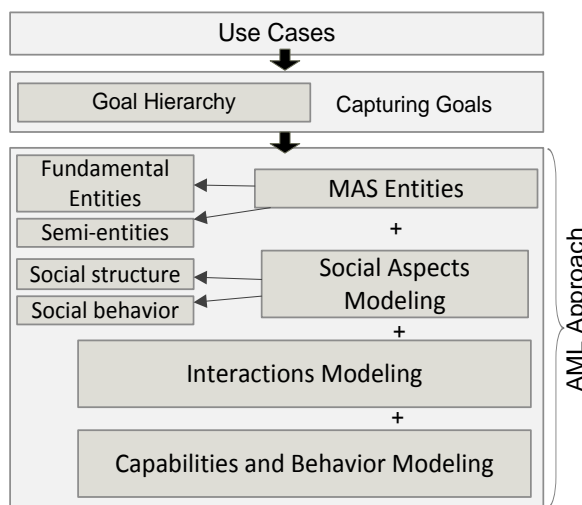 Use Cases
Goal Hierarchy
Capturing Goals
Fundamental
Entities
MAS Entities
Semi-entities
+
Social structure
Social Aspects
Modeling
Social behavior
+
Interactions Modeling
+
Capabilities and Behavior Modeling
AML Approach